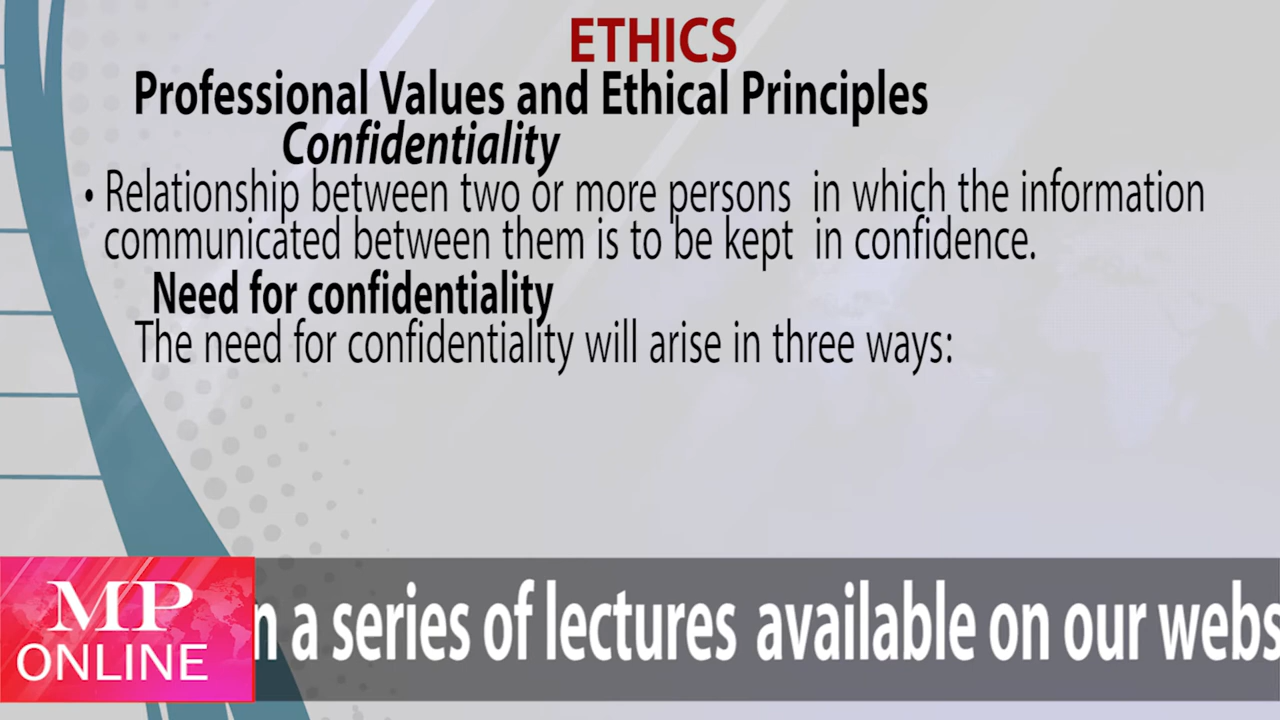 ETHICS
Professional Values and Ethical Principles
Confidentiality
• Relationship between two or more persons in which the information
communicated between them is to be kept in confidence.
Need for confidentiality
The need for confidentiality will arise in three ways:
MP
ONLINE
a series of lectures available on our